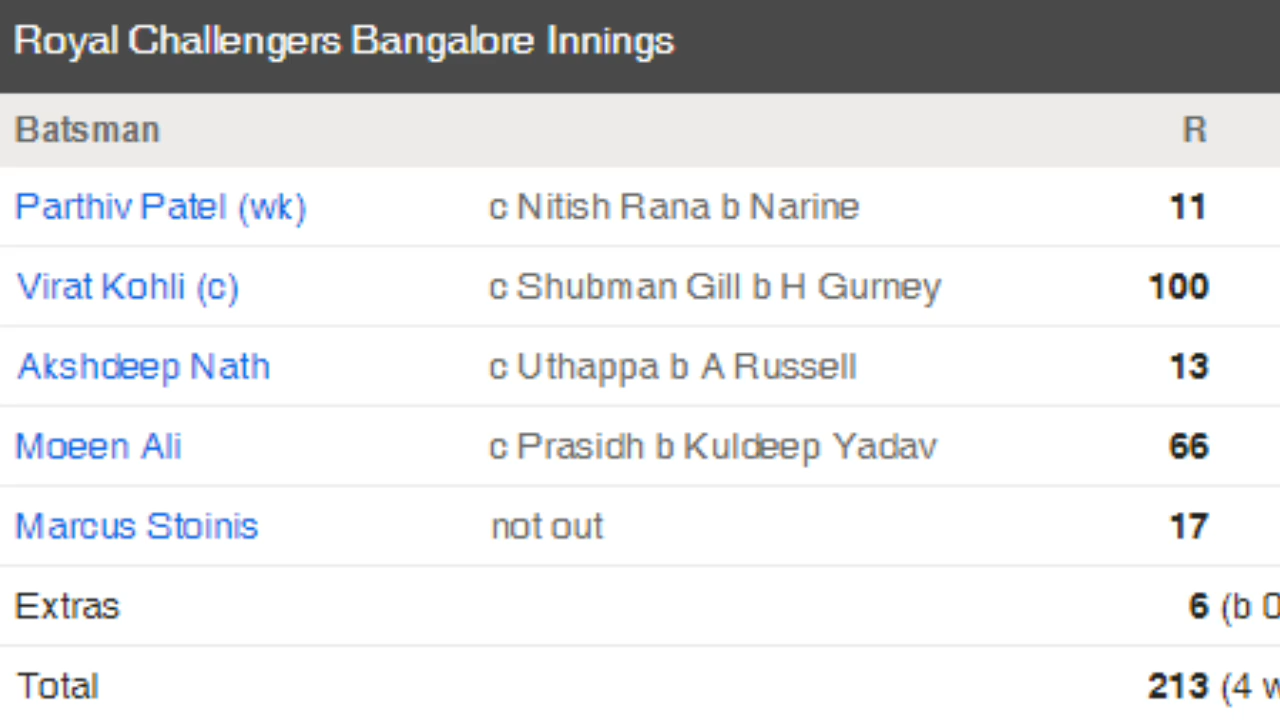 Royal Challengers Bangalore Innings
Batsman R
Parthiv Patel (wk) c Nitish Rana b Narine 11
Virat Kohli (c) c Shubman Gill b H Gurney 100
Akshdeep Nath c Uthappa b A Russell 13
Moeen Ali c Prasidh b Kuldeep Yadav 66
Marcus Stoinis not out 17
Extras 6 (b 0
Total 213 (4 w